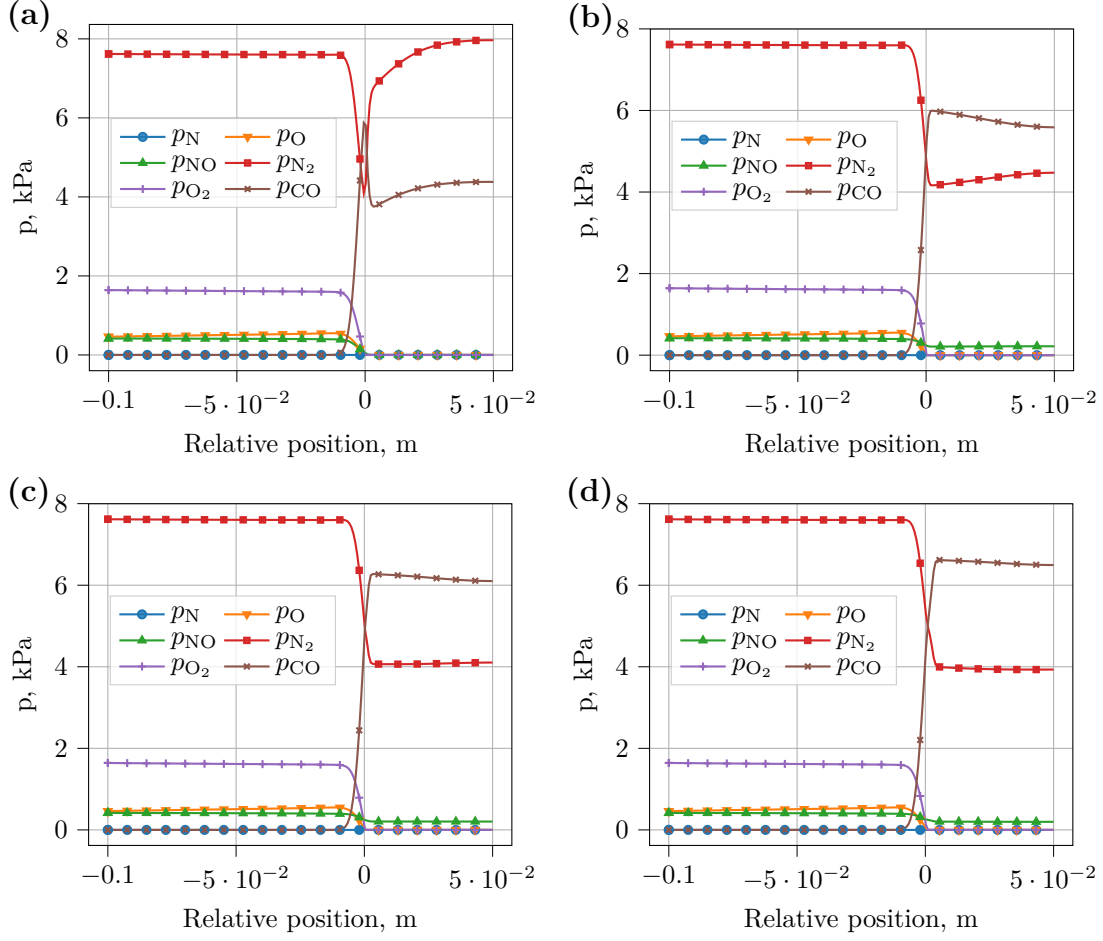 (a)
8
6
4
2
0
p, kPa
p_N p_O
p_NO p_N₂
p_O₂ p_CO
−0.1 −5 · 10⁻² 0 5 · 10⁻²
Relative position, m
(b)
8
6
4
2
0
p, kPa
p_N p_O
p_NO p_N₂
p_O₂ p_CO
−0.1 −5 · 10⁻² 0 5 · 10⁻²
Relative position, m
(c)
8
6
4
2
0
p, kPa
p_N p_O
p_NO p_N₂
p_O₂ p_CO
−0.1 −5 · 10⁻² 0 5 · 10⁻²
Relative position, m
(d)
8
6
4
2
0
p, kPa
p_N p_O
p_NO p_N₂
p_O₂ p_CO
−0.1 −5 · 10⁻² 0 5 · 10⁻²
Relative position, m